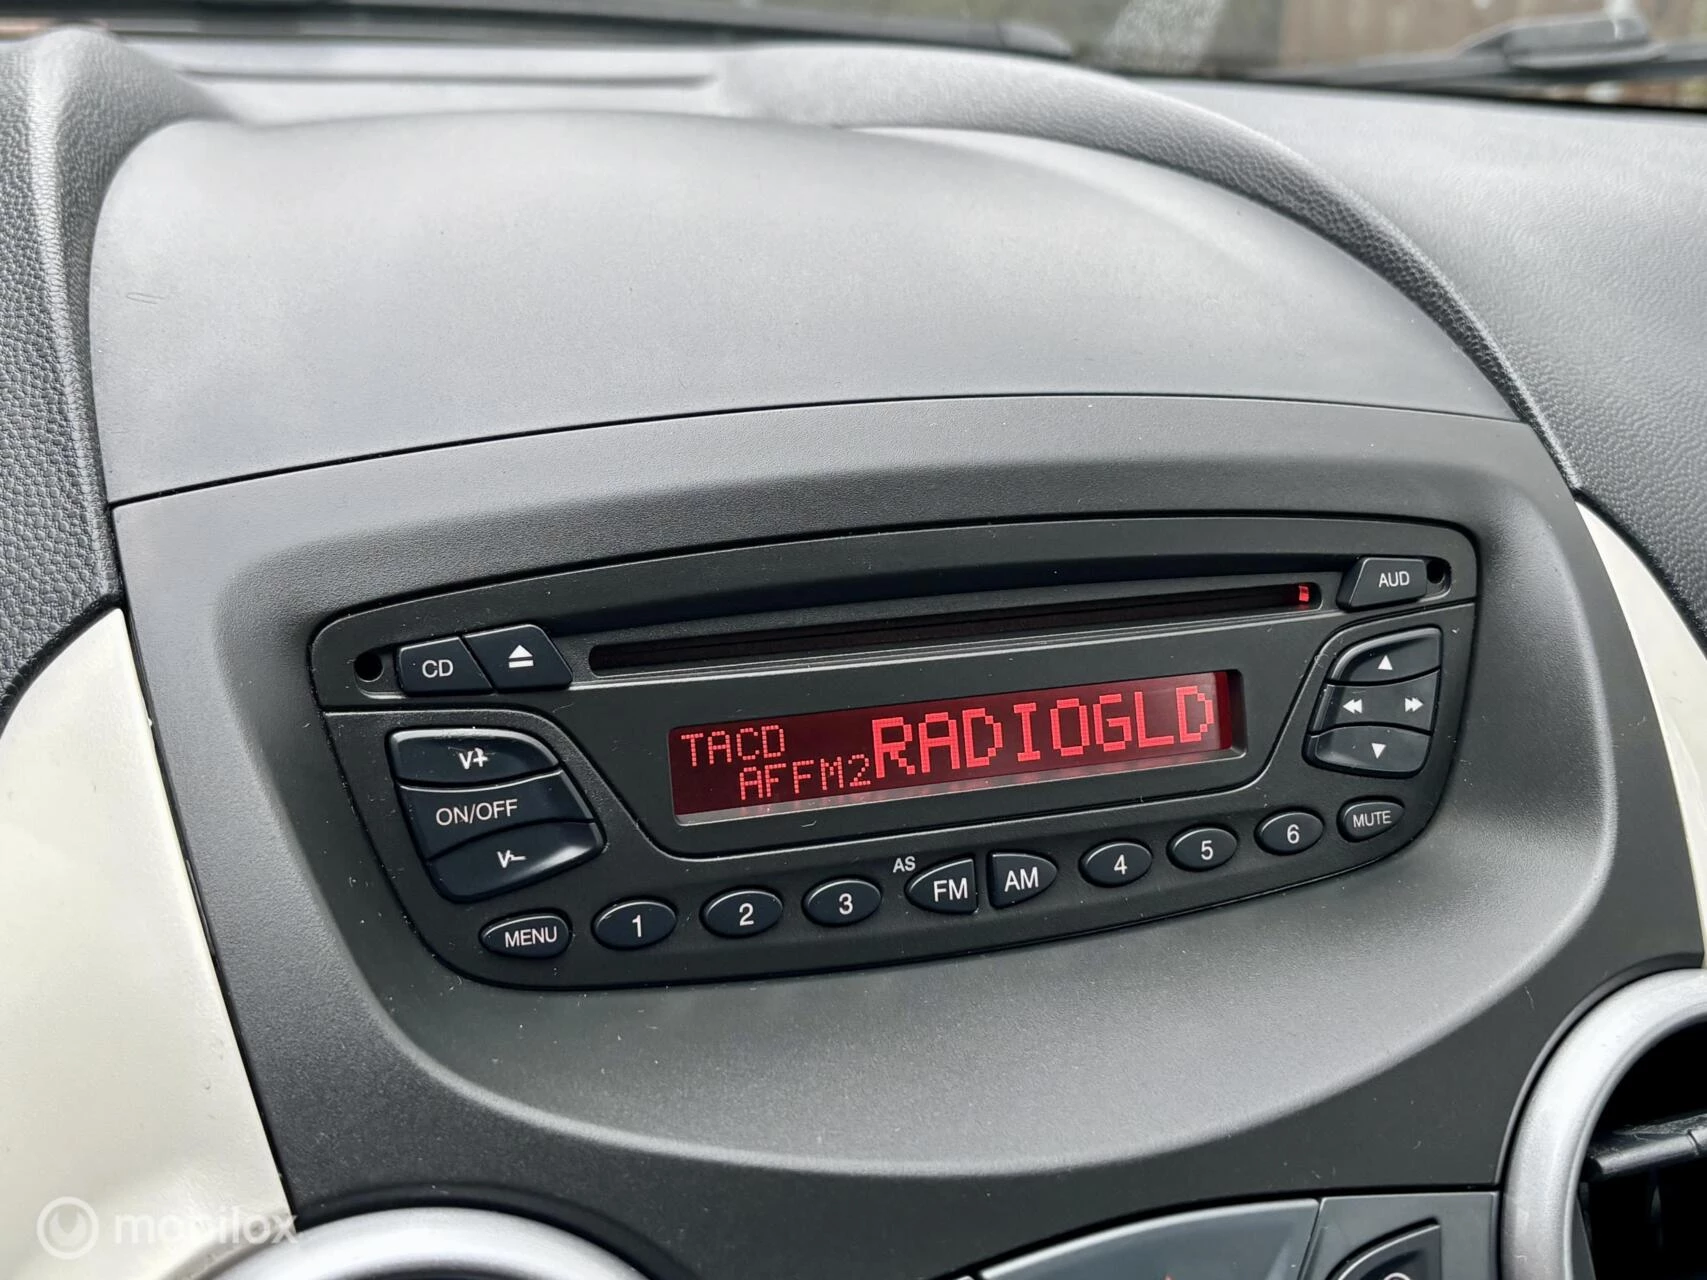 AUD
CD
V+
ON/OFF
V-
TACD
AFFM2
RADIOGLD
MENU
1
2
3
AS
FM
AM
4
5
6
MUTE
mobilox